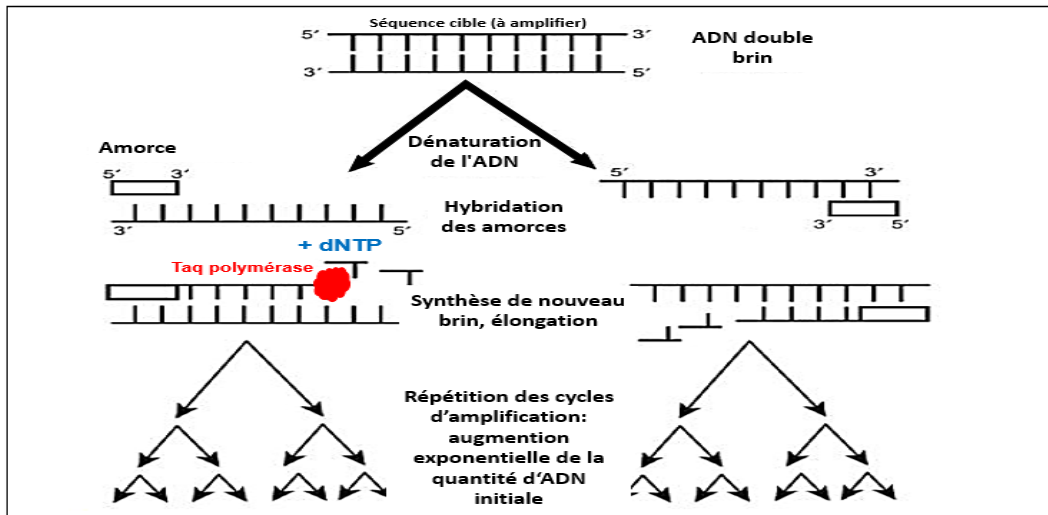 Séquence cible (à amplifier)
5′ 3′
3′ 5′
ADN double
brin
Dénaturation
de l'ADN
Amorce
5′ 3′
3′ 5′
5′ 3′
3′ 5′
Hybridation
des amorces
+ dNTP
Taq polymérase
Synthèse de nouveau
brin, élongation
Répétition des cycles
d’amplification:
augmention
exponentielle de la
quantité d‘ADN
initiale